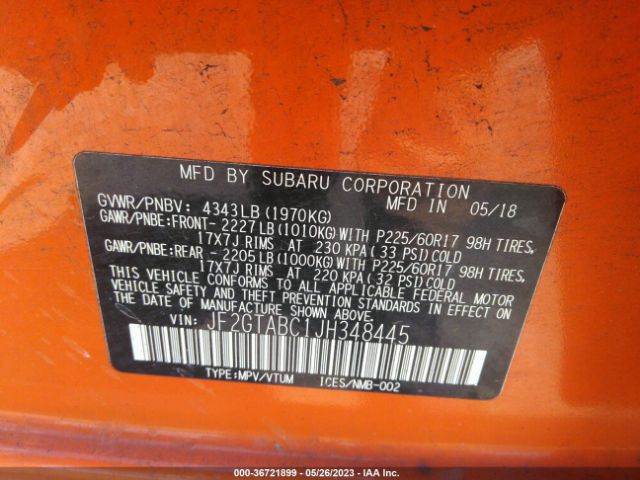 MFD BY SUBARU CORPORATION
MFD IN 05/18
GVWR/PNBV: 4343LB(1970KG)
GAWR/PNBE:FRONT- 2227LB(1010KG)WITH P225/60R17 98H TIRES,
17X7J RIMS AT 230 KPA(33 PSI)COLD
GAWR/PNBE:REAR - 2205LB(1000KG)WITH P225/60R17 98H TIRES,
17X7J RIMS AT 220 KPA(32 PSI)COLD
THIS VEHICLE CONFORMS TO ALL APPLICABLE FEDERAL MOTOR
VEHICLE SAFETY AND THEFT PREVENTION STANDARDS IN EFFECT ON
THE DATE OF MANUFACTURE SHOWN ABOVE.
VIN: JF2GTABC1JH348445
TYPE:MPV/VTUM ICES/NMB-002
000-36721899 - 05/26/2023 - IAA Inc.